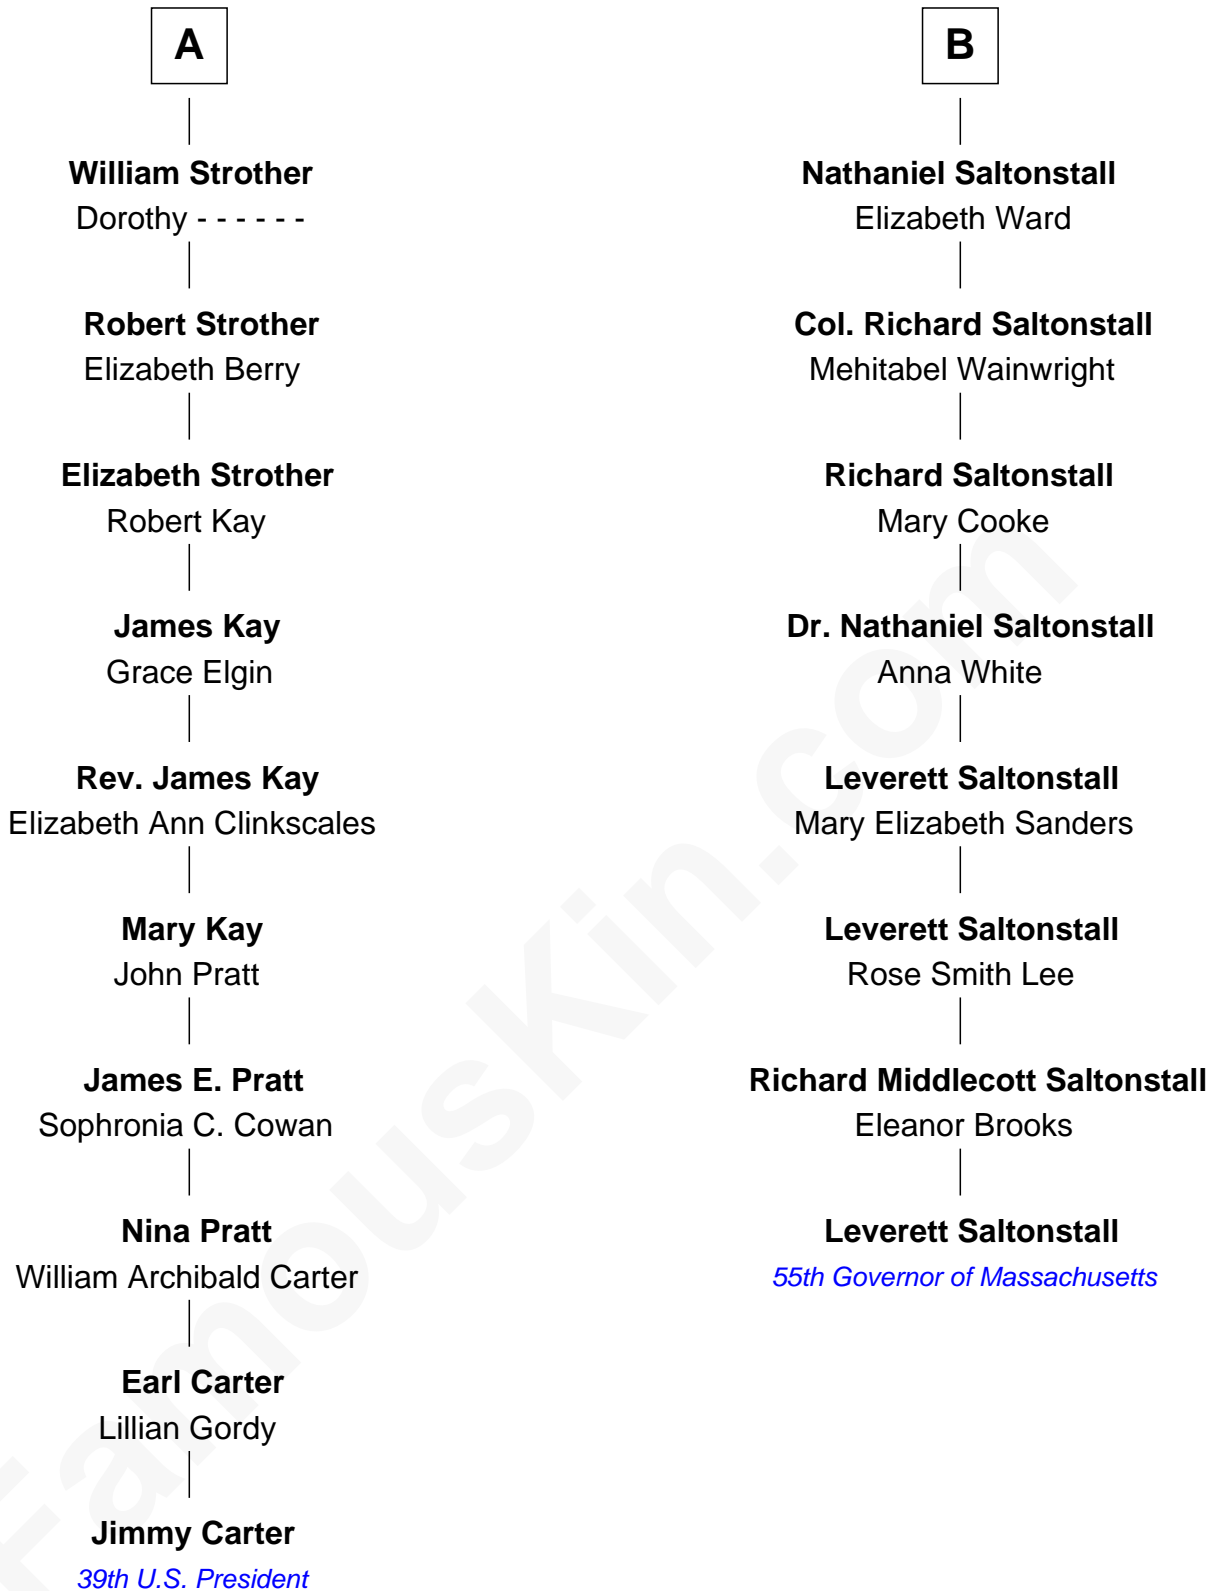 A
William Strother
Dorothy - - - - - -
Robert Strother
Elizabeth Berry
Elizabeth Strother
Robert Kay
James Kay
Grace Elgin
Rev. James Kay
Elizabeth Ann Clinkscales
Mary Kay
John Pratt
James E. Pratt
Sophronia C. Cowan
Nina Pratt
William Archibald Carter
Earl Carter
Lillian Gordy
Jimmy Carter
39th U.S. President
B
Nathaniel Saltonstall
Elizabeth Ward
Col. Richard Saltonstall
Mehitabel Wainwright
Richard Saltonstall
Mary Cooke
Dr. Nathaniel Saltonstall
Anna White
Leverett Saltonstall
Mary Elizabeth Sanders
Leverett Saltonstall
Rose Smith Lee
Richard Middlecott Saltonstall
Eleanor Brooks
Leverett Saltonstall
55th Governor of Massachusetts
FamousKin.com